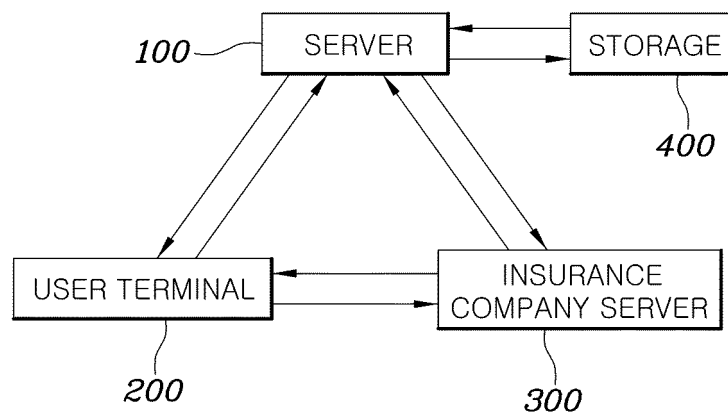 100
SERVER
STORAGE
400
USER TERMINAL
INSURANCE
COMPANY SERVER
200
300